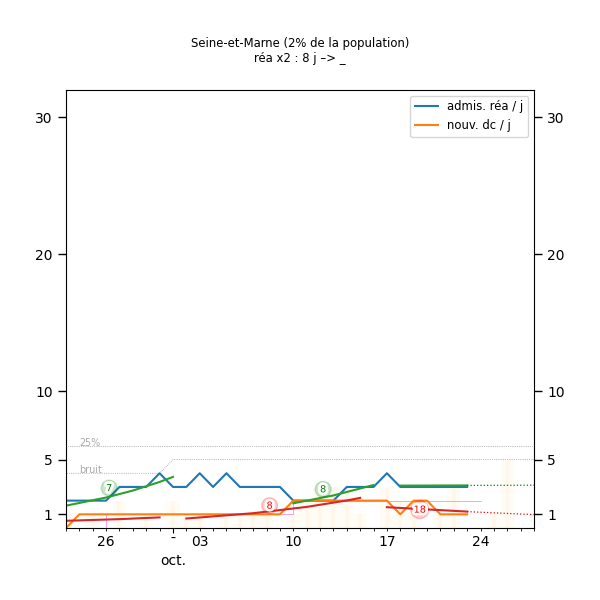 Seine-et-Marne (2% de la population)
réa x2 : 8 j –> _
admis. réa / j
nouv. dc / j
30 30
20 20
10 10
25%
5 5
bruit
7 8 8 18
1 1
26 - 03 10 17 24
oct.